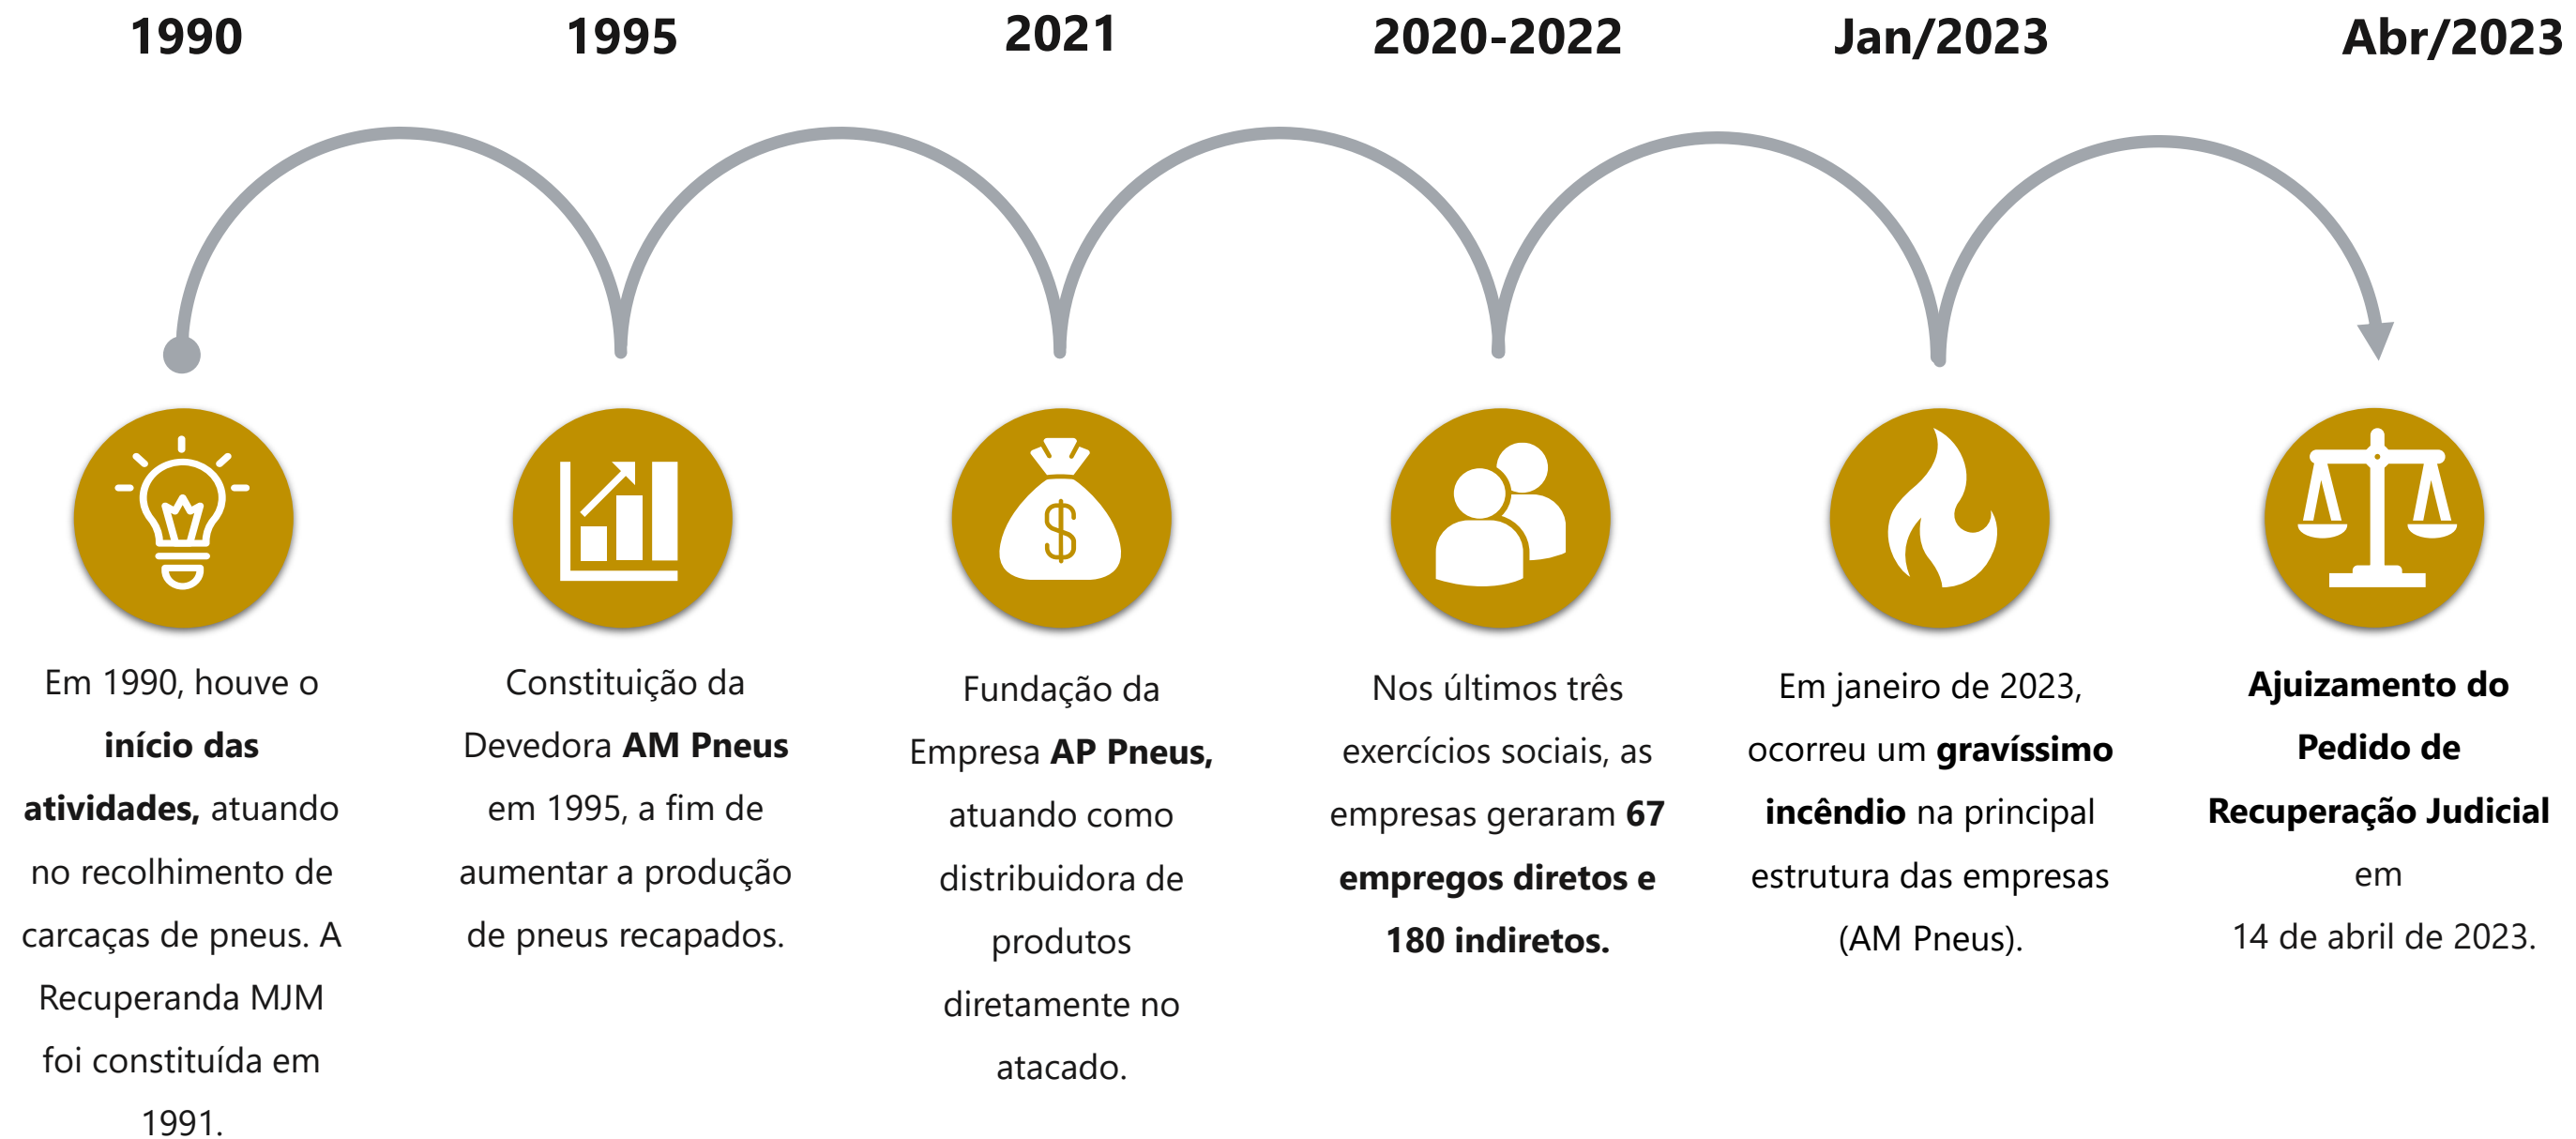 1990
1995
2021
2020-2022
Jan/2023
Abr/2023
Em 1990, houve o
início das
atividades, atuando
no recolhimento de
carcaças de pneus. A
Recuperanda MJM
foi constituída em
1991.
Constituição da
Devedora AM Pneus
em 1995, a fim de
aumentar a produção
de pneus recapados.
Fundação da
Empresa AP Pneus,
atuando como
distribuidora de
produtos
diretamente no
atacado.
Nos últimos três
exercícios sociais, as
empresas geraram 67
empregos diretos e
180 indiretos.
Em janeiro de 2023,
ocorreu um gravíssimo
incêndio na principal
estrutura das empresas
(AM Pneus).
Ajuizamento do
Pedido de
Recuperação Judicial
em
14 de abril de 2023.